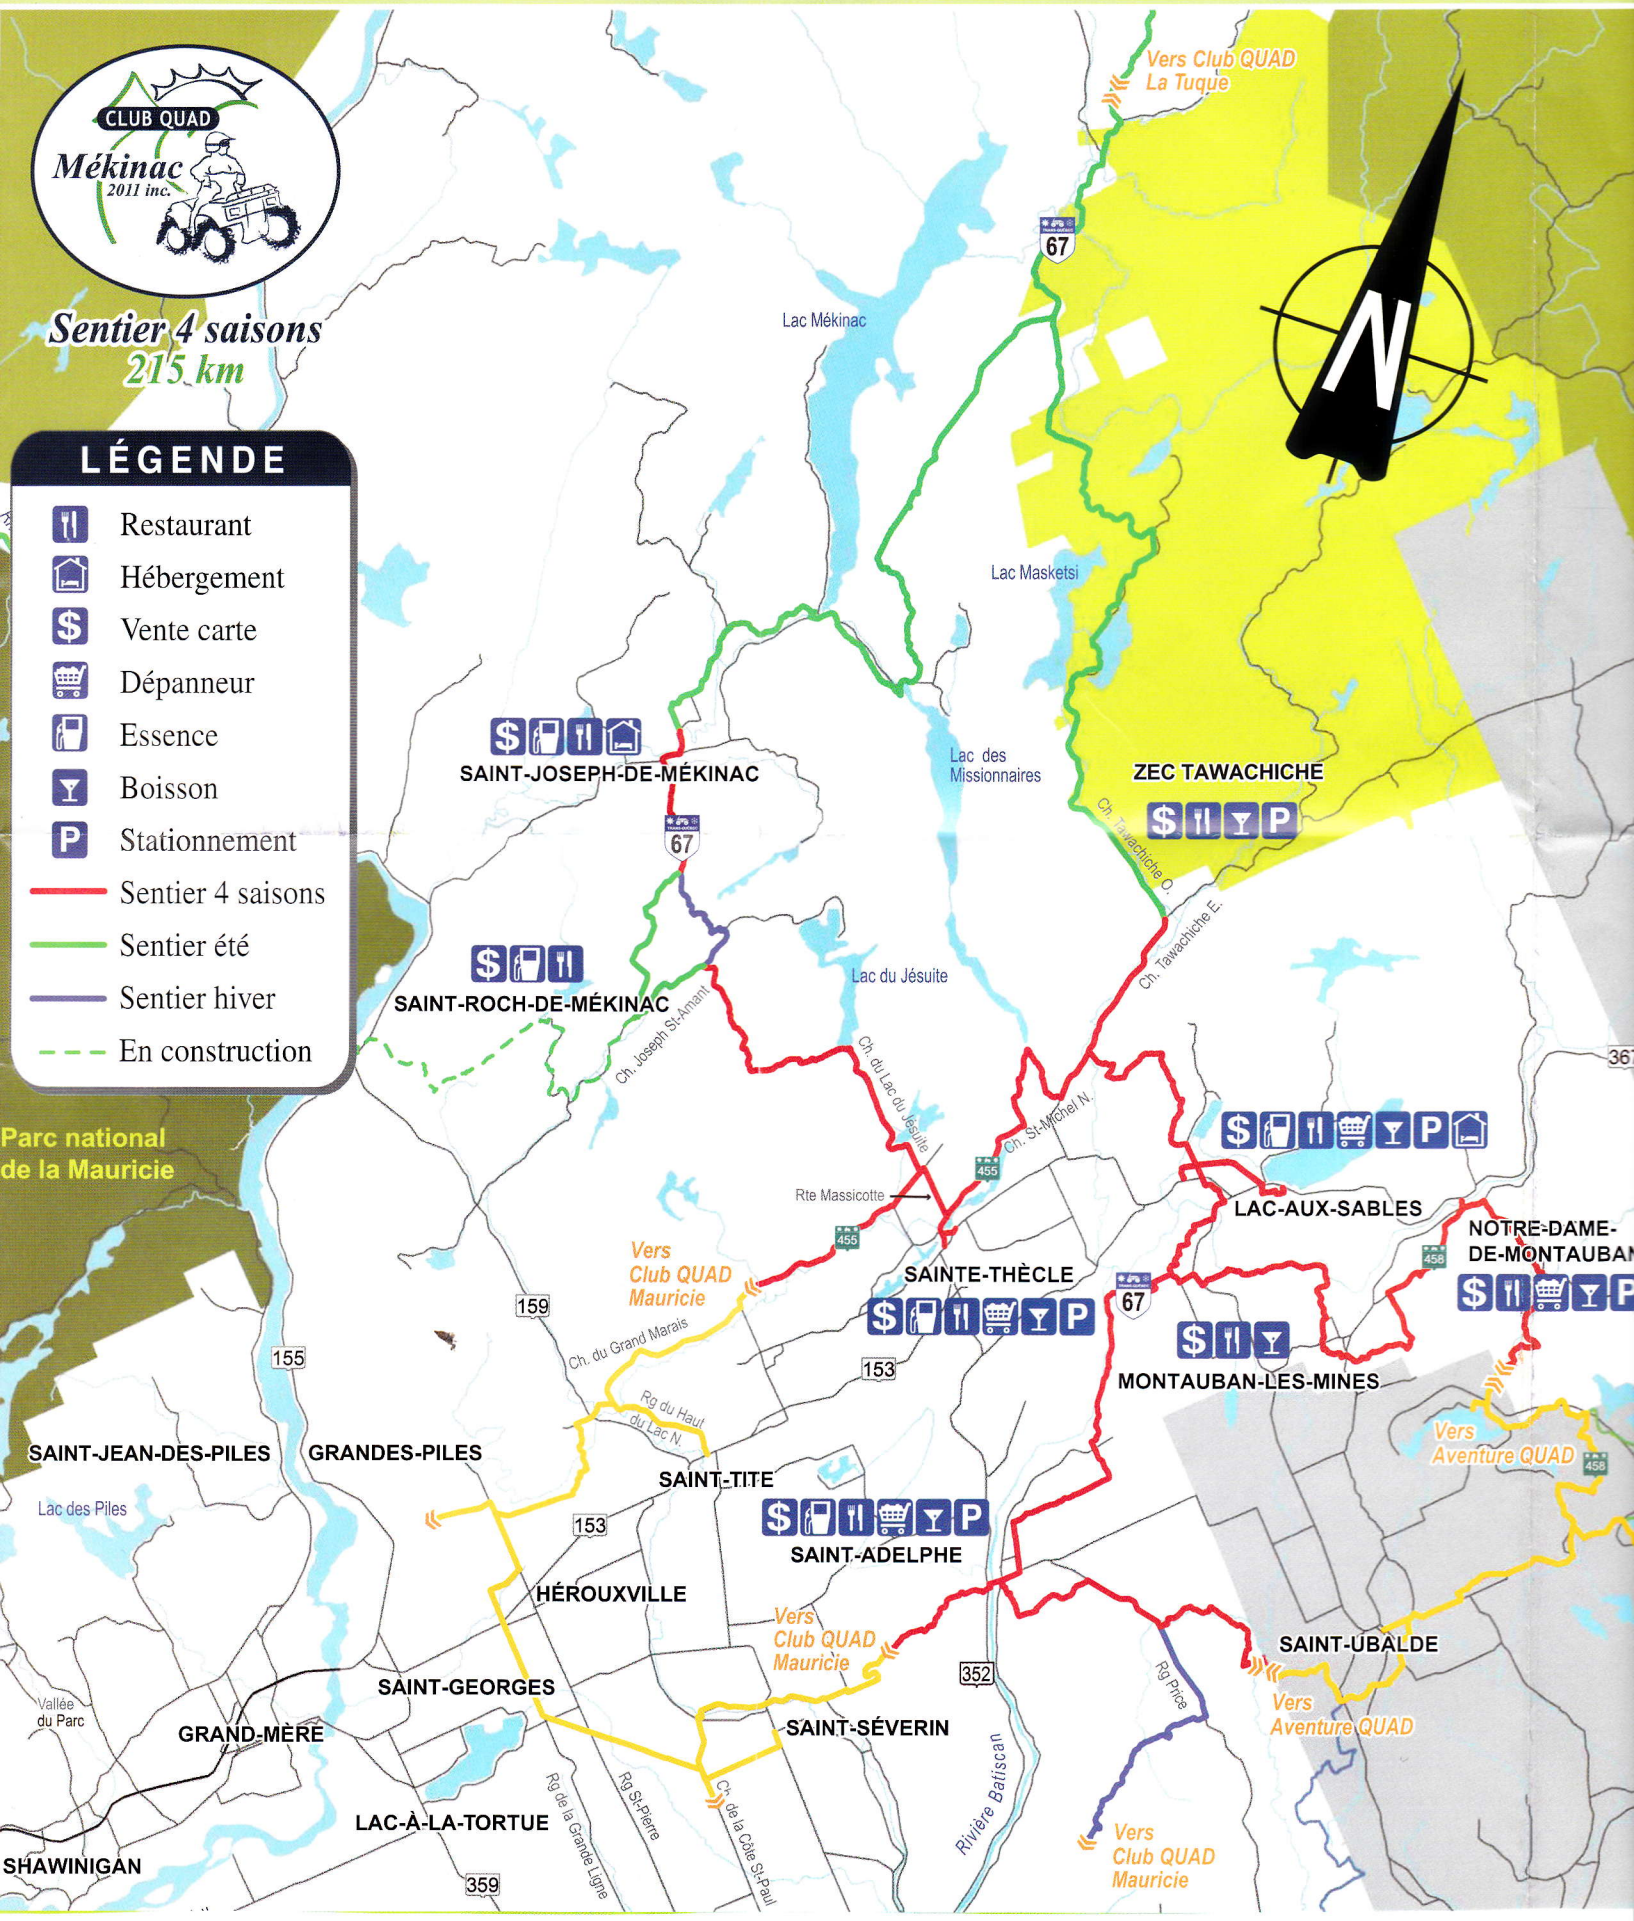 CLUB QUAD
Mékinac
2011 inc.
Sentier 4 saisons
215 km
LÉGENDE
Restaurant
Hébergement
$ Vente carte
Dépanneur
Essence
Boisson
P Stationnement
Sentier 4 saisons
Sentier été
Sentier hiver
En construction
Vers Club QUAD
La Tuque
TRANS-QUÉBEC
67
N
Lac Mékinac
Lac Masketsi
Lac des
Missionnaires
ZEC TAWACHICHE
$ P
Ch. Tawachiche O.
Ch. Tawachiche E.
$
SAINT-JOSEPH-DE-MÉKINAC
TRANS-QUÉBEC
67
$
SAINT-ROCH-DE-MÉKINAC
Ch. Joseph St-Amant
Lac du Jésuite
Ch. du Lac du Jésuite
Ch. St-Michel N.
455
Rte Massicotte
455
367
Parc national
de la Mauricie
$ P
LAC-AUX-SABLES
NOTRE-DAME-
DE-MONTAUBAN
458
$ P
Vers
Club QUAD
Mauricie
SAINTE-THÈCLE
$ P
TRANS-QUÉBEC
67
$
MONTAUBAN-LES-MINES
159
155
153
Ch. du Grand Marais
Rg du Haut
du Lac N.
Vers
Aventure QUAD
458
SAINT-JEAN-DES-PILES
GRANDES-PILES
SAINT-TITE
Lac des Piles
153
$ P
SAINT-ADELPHE
HÉROUXVILLE
Vers
Club QUAD
Mauricie
SAINT-UBALDE
352
Rg Price
SAINT-GEORGES
Vallée
du Parc
GRAND-MÈRE
SAINT-SÉVERIN
Vers
Aventure QUAD
Rivière Batiscan
Rg de la Grande Ligne
Rg St-Pierre
Ch. de la Côte St-Paul
LAC-À-LA-TORTUE
Vers
Club QUAD
Mauricie
SHAWINIGAN
359